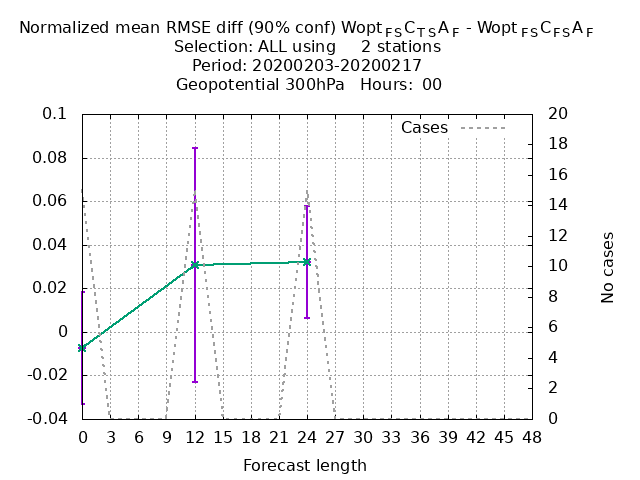 Normalized mean RMSE diff (90% conf) Wopt FS C T S A F - Wopt FS C FS A F
Selection: ALL using 2 stations
Period: 20200203-20200217
Geopotential 300hPa Hours: 00
Cases
0.1
0.08
0.06
0.04
0.02
0
-0.02
-0.04
20
18
16
14
12
10
8
6
4
2
0
No cases
0 3 6 9 12 15 18 21 24 27 30 33 36 39 42 45 48
Forecast length